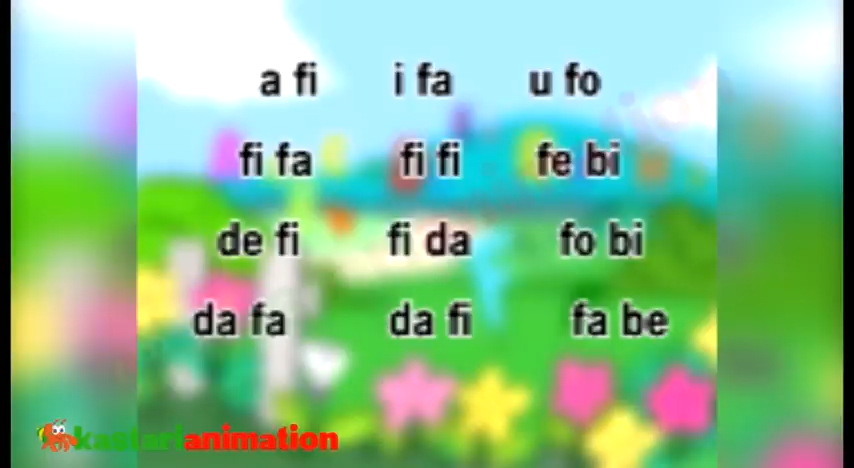 a fi i fa u fo
fi fa fi fi fe bi
de fi fi da fo bi
da fa da fi fa be
kastarianimation